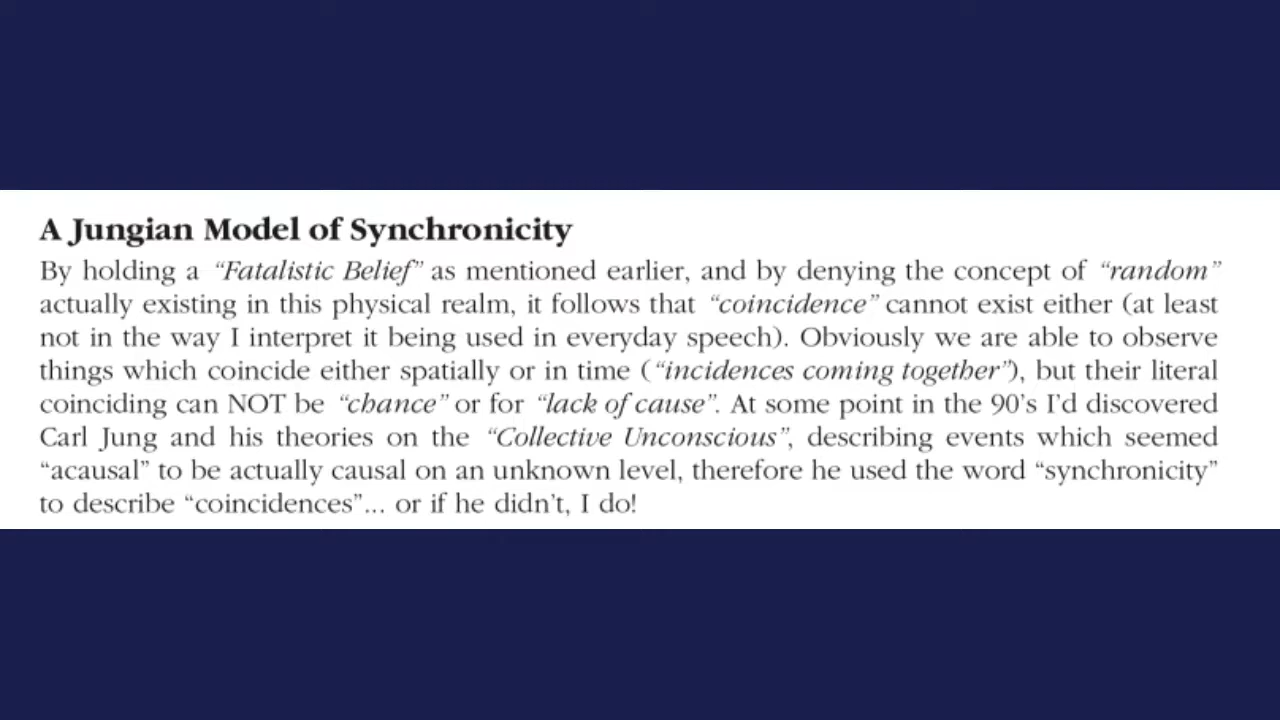 A Jungian Model of Synchronicity
By holding a “Fatalistic Belief” as mentioned earlier, and by denying the concept of “random”
actually existing in this physical realm, it follows that “coincidence” cannot exist either (at least
not in the way I interpret it being used in everyday speech). Obviously we are able to observe
things which coincide either spatially or in time (“incidences coming together”), but their literal
coinciding can NOT be “chance” or for “lack of cause”. At some point in the 90’s I’d discovered
Carl Jung and his theories on the “Collective Unconscious”, describing events which seemed
“acausal” to be actually causal on an unknown level, therefore he used the word “synchronicity”
to describe “coincidences”... or if he didn’t, I do!